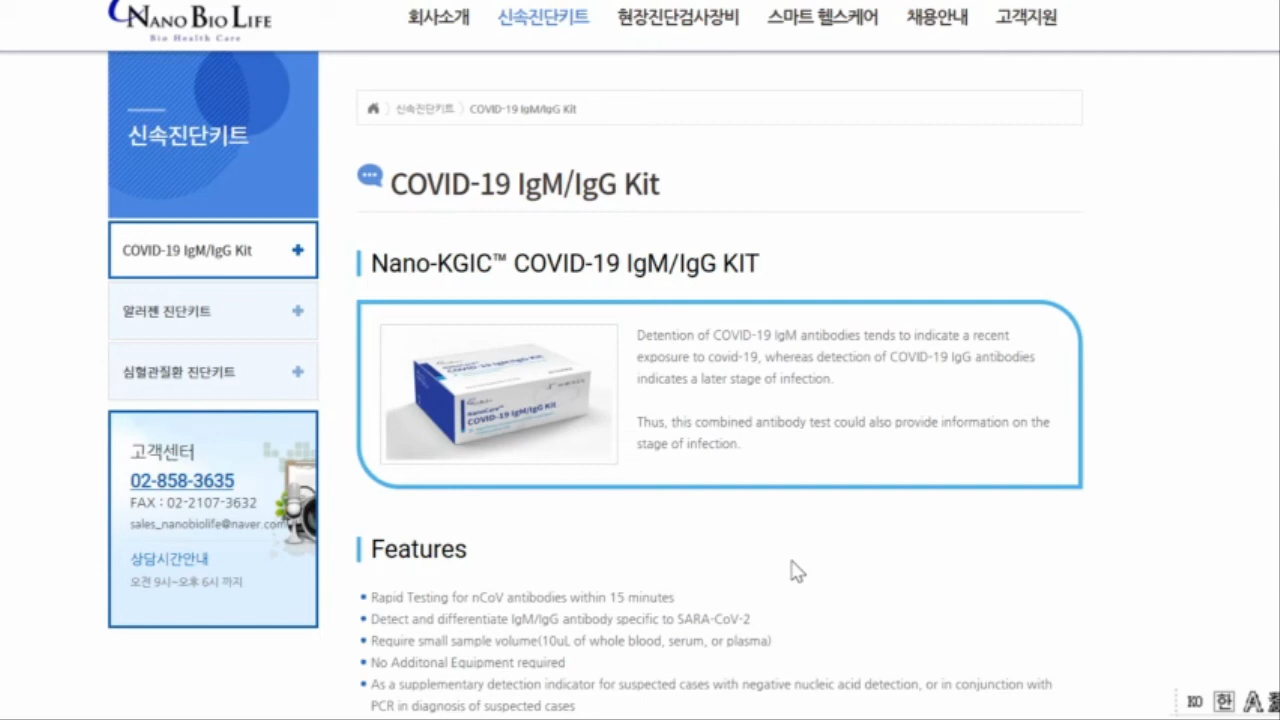 NANO BIO LIFE
Bio Health Care
회사소개 신속진단키트 현장진단검사장비 스마트 헬스케어 채용안내 고객지원
신속진단키트
신속진단키트 COVID-19 IgM/IgG Kit
COVID-19 IgM/IgG Kit
COVID-19 IgM/IgG Kit
알러젠 진단키트
심혈관질환 진단키트
고객센터
02-858-3635
FAX : 02-2107-3632
sales_nanobiolife@naver.com
상담시간안내
오전 9시~오후 6시 까지
Nano-KGIC™ COVID-19 IgM/IgG KIT
NanoCare™
COVID-19 IgM/IgG Kit
Detention of COVID-19 IgM antibodies tends to indicate a recent
exposure to covid-19, whereas detection of COVID-19 IgG antibodies
indicates a later stage of infection.
Thus, this combined antibody test could also provide information on the
stage of infection.
Features
Rapid Testing for nCoV antibodies within 15 minutes
Detect and differentiate IgM/IgG antibody specific to SARA-CoV-2
Require small sample volume(10uL of whole blood, serum, or plasma)
No Additonal Equipment required
As a supplementary detection indicator for suspected cases with negative nucleic acid detection, or in conjunction with
PCR in diagnosis of suspected cases
KO 한 A